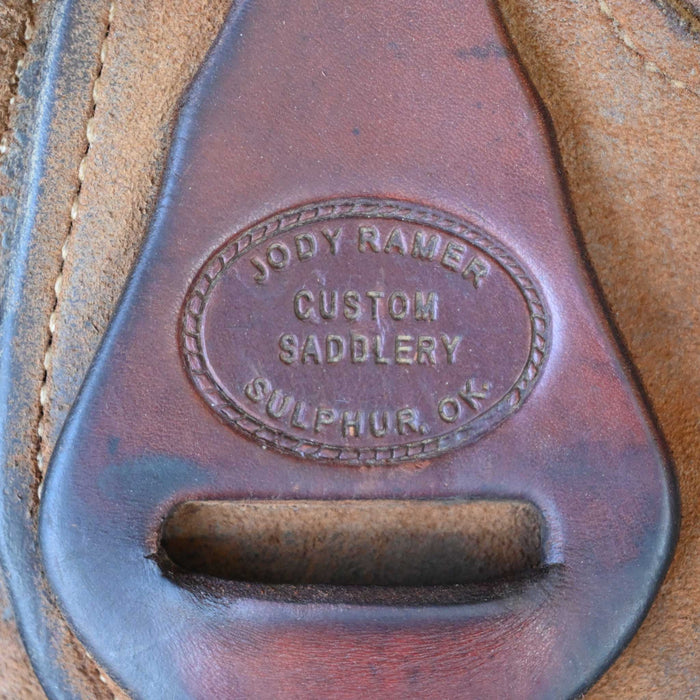 JODY RAMER
CUSTOM
SADDLERY
SULPHUR, OK.